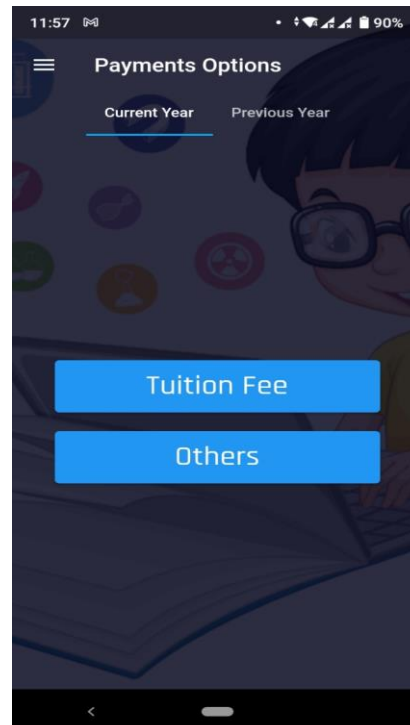 11:57 90%
Payments Options
Current Year Previous Year
Tuition Fee
Others